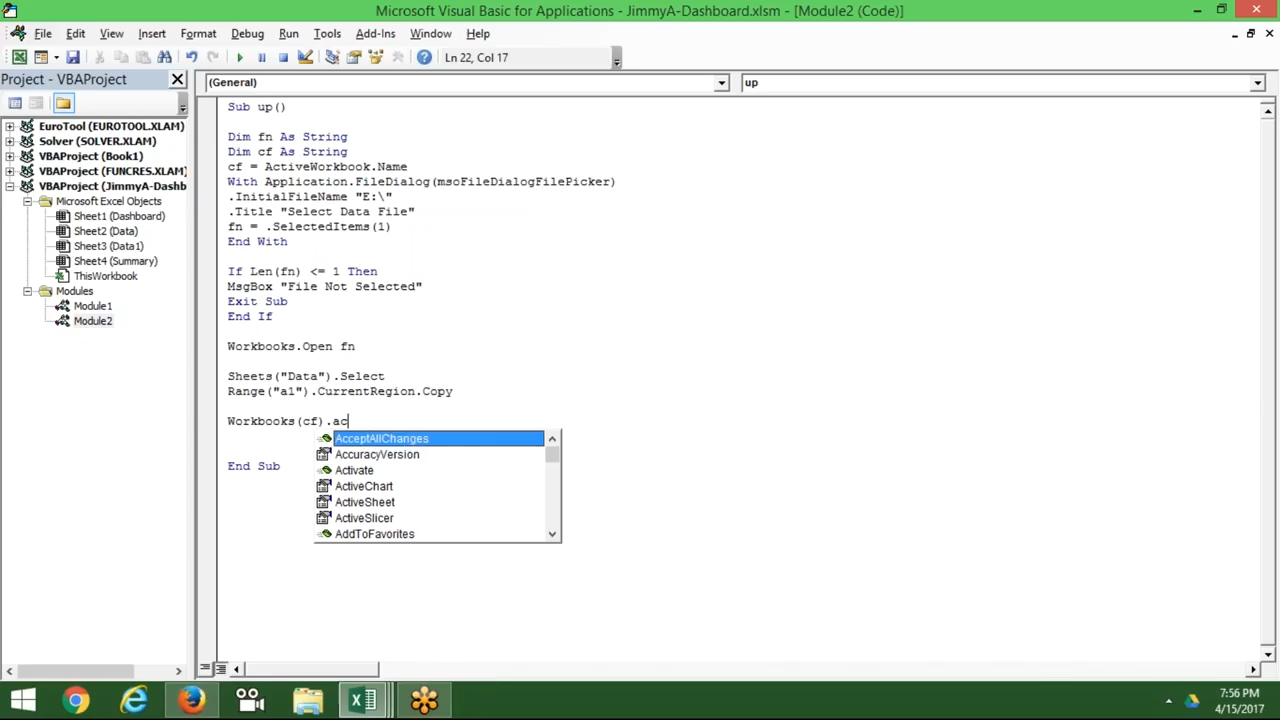 Microsoft Visual Basic for Applications - JimmyA-Dashboard.xlsm - [Module2 (Code)]
File Edit View Insert Format Debug Run Tools Add-Ins Window Help
Ln 22, Col 17
Project - VBAProject
(General)
up
EuroTool (EUROTOOL.XLAM)
Solver (SOLVER.XLAM)
VBAProject (Book1)
VBAProject (FUNCRES.XLAM)
VBAProject (JimmyA-Dashb
Microsoft Excel Objects
Sheet1 (Dashboard)
Sheet2 (Data)
Sheet3 (Data1)
Sheet4 (Summary)
ThisWorkbook
Modules
Module1
Module2
Sub up()
Dim fn As String
Dim cf As String
cf = ActiveWorkbook.Name
With Application.FileDialog(msoFileDialogFilePicker)
.InitialFileName "E:\"
.Title "Select Data File"
fn = .SelectedItems(1)
End With
If Len(fn) <= 1 Then
MsgBox "File Not Selected"
Exit Sub
End If
Workbooks.Open fn
Sheets("Data").Select
Range("a1").CurrentRegion.Copy
Workbooks(cf).ac
AcceptAllChanges
AccuracyVersion
Activate
ActiveChart
ActiveSheet
ActiveSlicer
AddToFavorites
End Sub
7:56 PM
4/15/2017